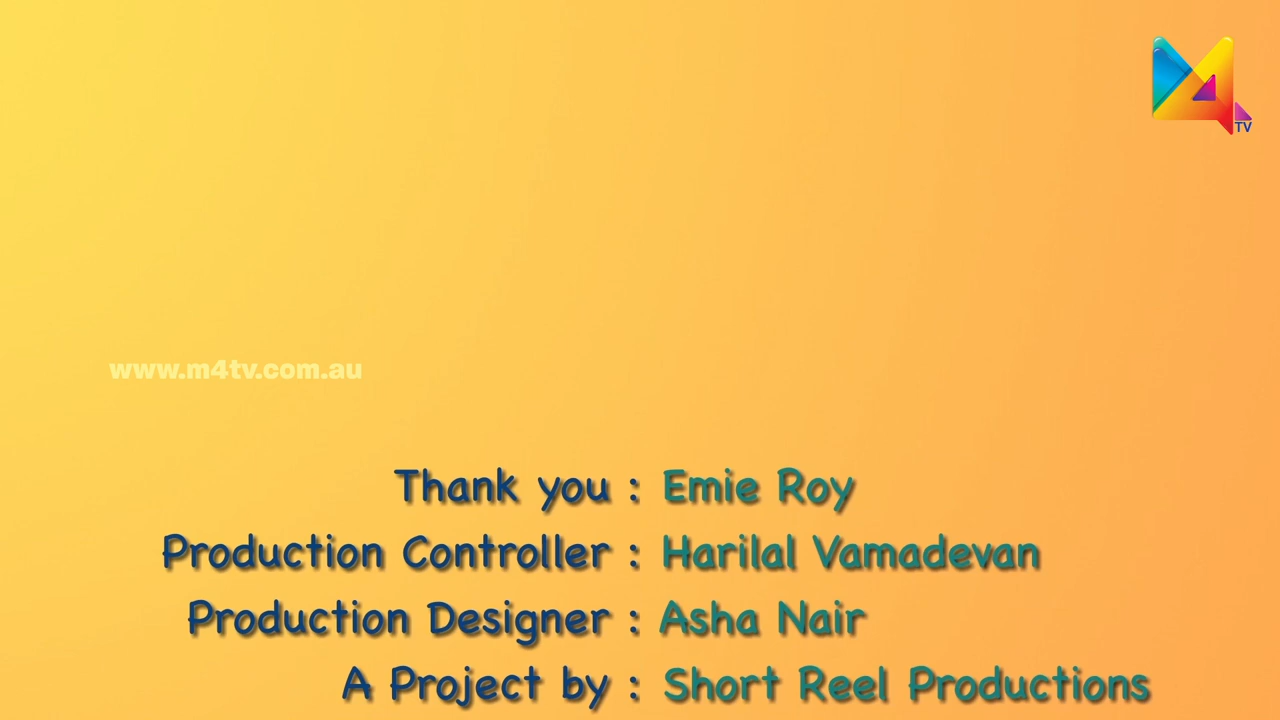 TV
www.m4tv.com.au
Thank you : Emie Roy
Production Controller : Harilal Vamadevan
Production Designer : Asha Nair
A Project by : Short Reel Productions